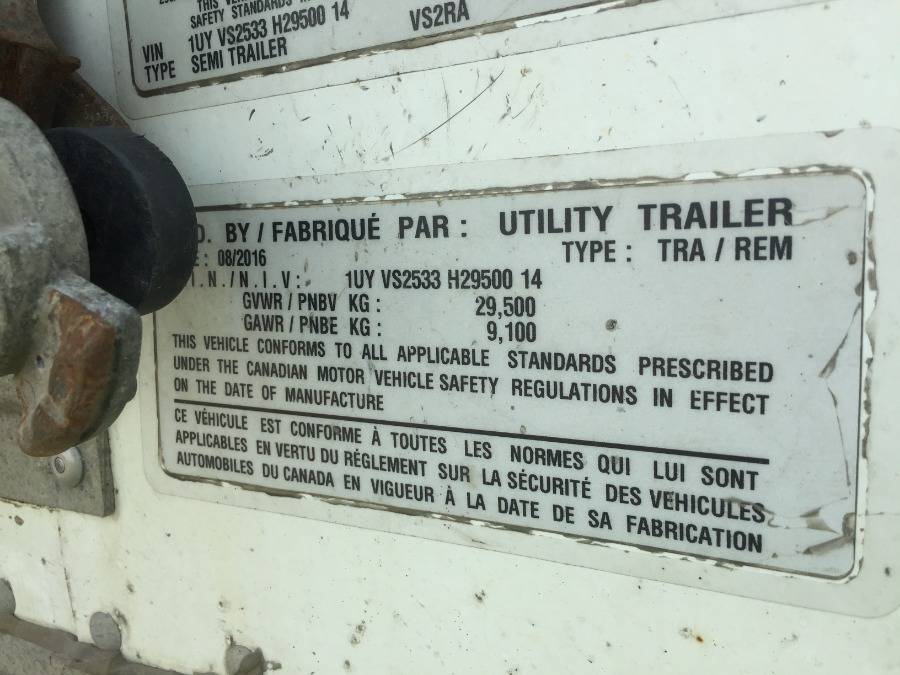 THIS VE
SAFETY STANDARDS
VIN 1UY VS2533 H29500 14 VS2RA
TYPE SEMI TRAILER
D. BY / FABRIQUÉ PAR : UTILITY TRAILER
E : 08/2016 TYPE : TRA / REM
.I.N. / N.I.V : 1UY VS2533 H29500 14
GVWR / PNBV KG : 29,500
GAWR / PNBE KG : 9,100
THIS VEHICLE CONFORMS TO ALL APPLICABLE STANDARDS PRESCRIBED
UNDER THE CANADIAN MOTOR VEHICLE SAFETY REGULATIONS IN EFFECT
ON THE DATE OF MANUFACTURE
CE VÉHICULE EST CONFORME À TOUTES LES NORMES QUI LUI SONT
APPLICABLES EN VERTU DU RÉGLEMENT SUR LA SÉCURITÉ DES VEHICULES
AUTOMOBILES DU CANADA EN VIGUEUR À LA DATE DE SA FABRICATION